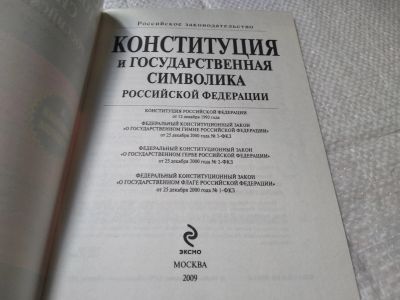 Российское законодательство
КОНСТИТУЦИЯ
и ГОСУДАРСТВЕННАЯ
СИМВОЛИКА
РОССИЙСКОЙ ФЕДЕРАЦИИ
КОНСТИТУЦИЯ РОССИЙСКОЙ ФЕДЕРАЦИИ
от 12 декабря 1993 года
ФЕДЕРАЛЬНЫЙ КОНСТИТУЦИОННЫЙ ЗАКОН
«О ГОСУДАРСТВЕННОМ ГИМНЕ РОССИЙСКОЙ ФЕДЕРАЦИИ»
от 25 декабря 2000 года № 3-ФКЗ
ФЕДЕРАЛЬНЫЙ КОНСТИТУЦИОННЫЙ ЗАКОН
«О ГОСУДАРСТВЕННОМ ГЕРБЕ РОССИЙСКОЙ ФЕДЕРАЦИИ»
от 25 декабря 2000 года № 2-ФКЗ
ФЕДЕРАЛЬНЫЙ КОНСТИТУЦИОННЫЙ ЗАКОН
«О ГОСУДАРСТВЕННОМ ФЛАГЕ РОССИЙСКОЙ ФЕДЕРАЦИИ»
от 25 декабря 2000 года № 1-ФКЗ
ЭКСМО
МОСКВА
2009